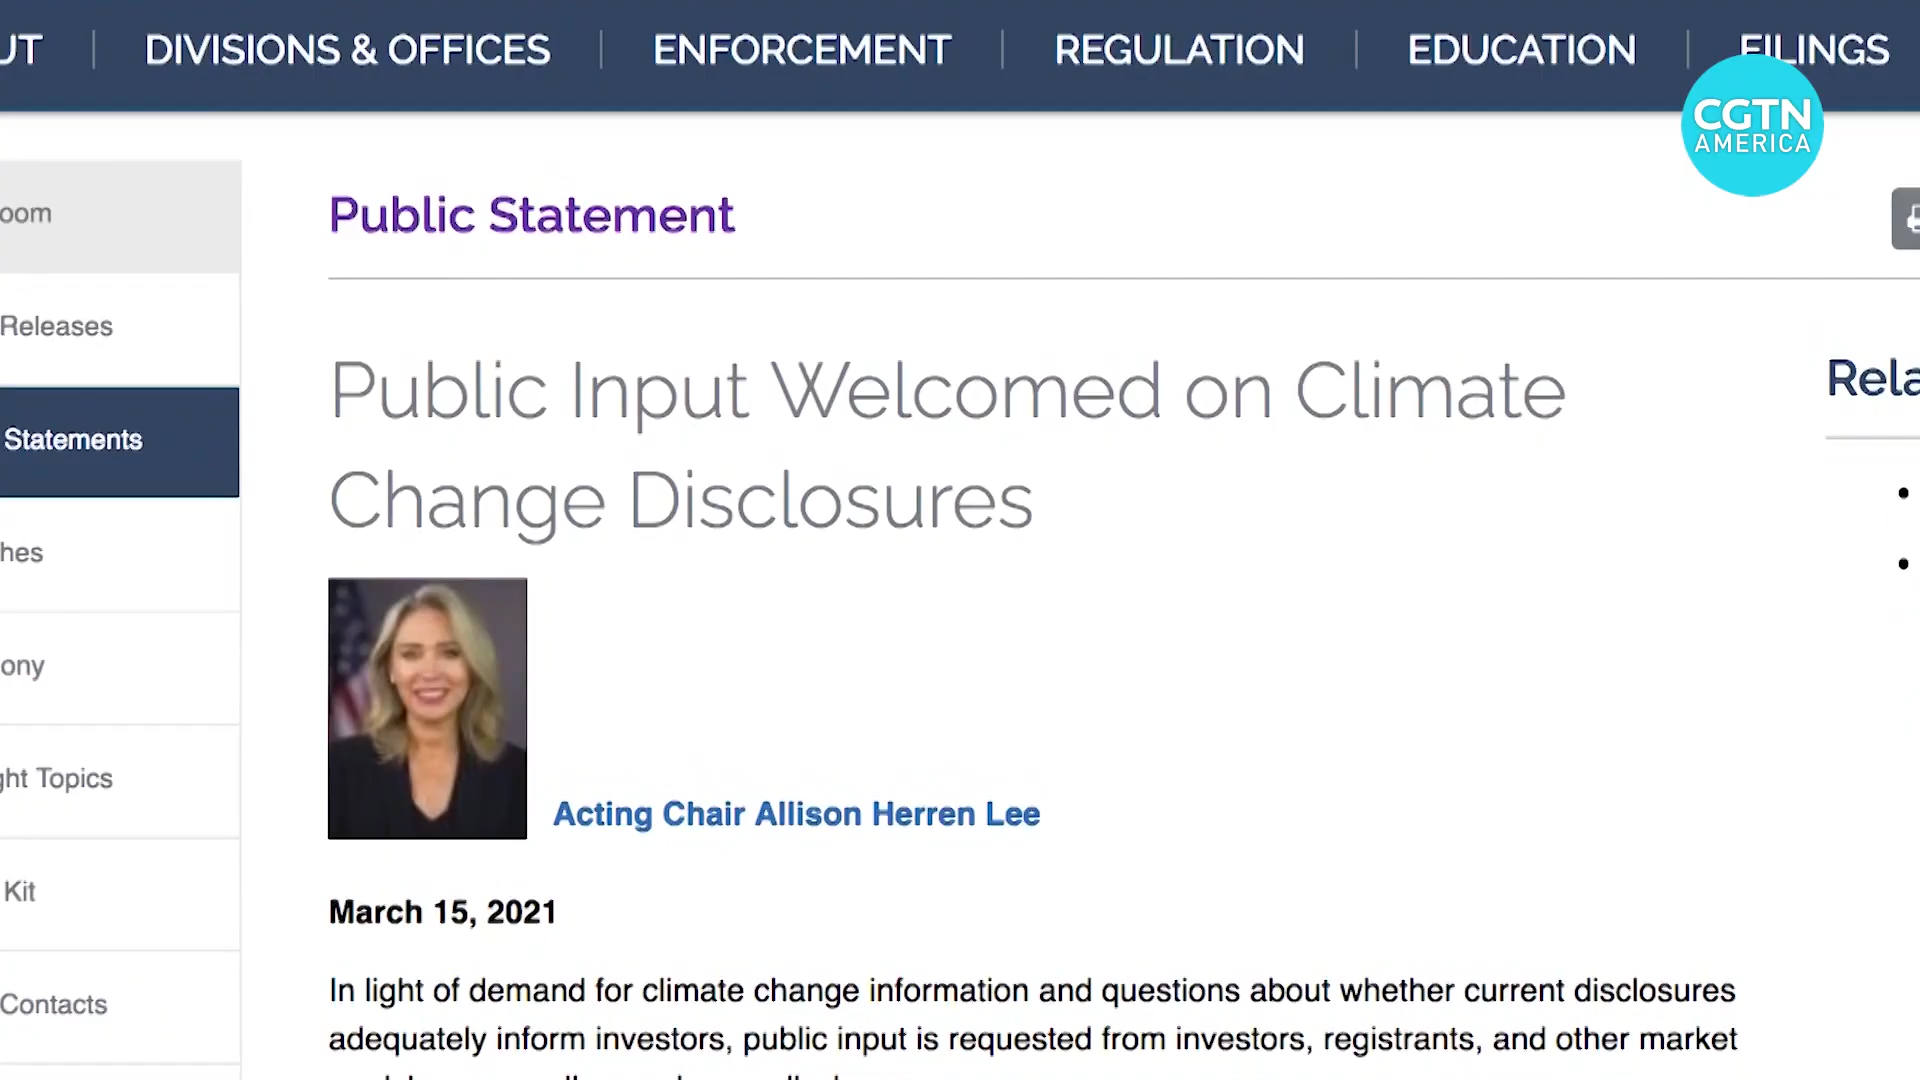 UT
DIVISIONS & OFFICES
ENFORCEMENT
REGULATION
EDUCATION
FILINGS
CGTN
AMERICA
oom
Releases
Statements
hes
ony
ght Topics
Kit
Contacts
Public Statement
Public Input Welcomed on Climate
Change Disclosures
Acting Chair Allison Herren Lee
March 15, 2021
In light of demand for climate change information and questions about whether current disclosures
adequately inform investors, public input is requested from investors, registrants, and other market
Rela